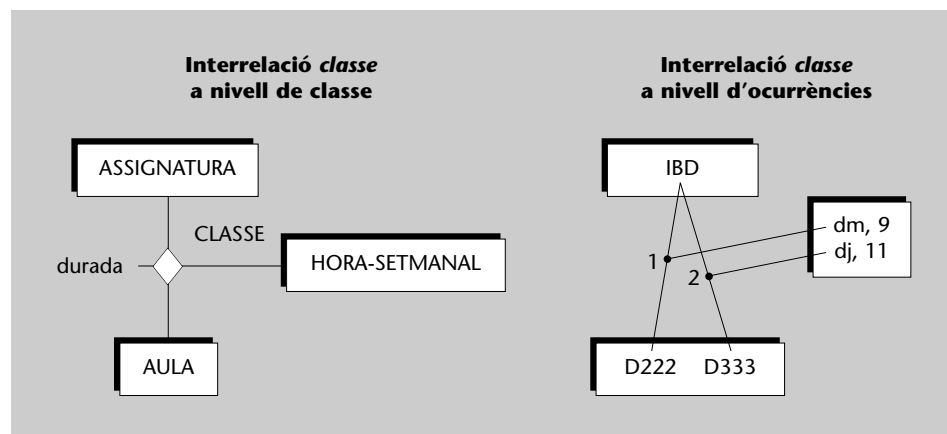 Interrelació classe
a nivell de classe
ASSIGNATURA
CLASSE
durada
HORA-SETMANAL
AULA
Interrelació classe
a nivell d'ocurrències
IBD
dm, 9
dj, 11
1
2
D222 D333